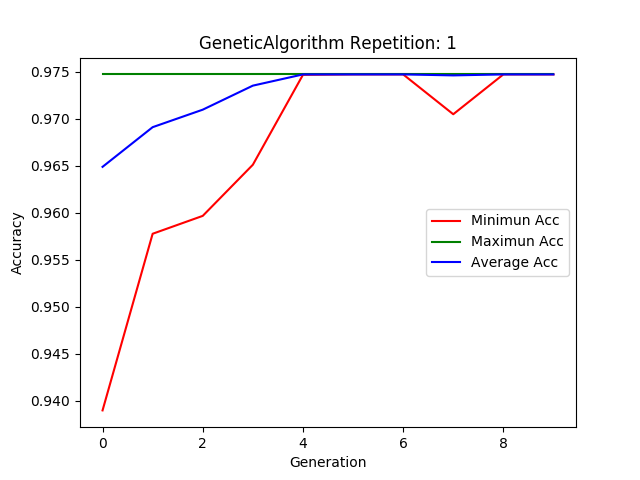 GeneticAlgorithm Repetition: 1
0.975
0.970
0.965
0.960
0.955
0.950
0.945
0.940
Accuracy
Minimun Acc
Maximun Acc
Average Acc
0 2 4 6 8
Generation